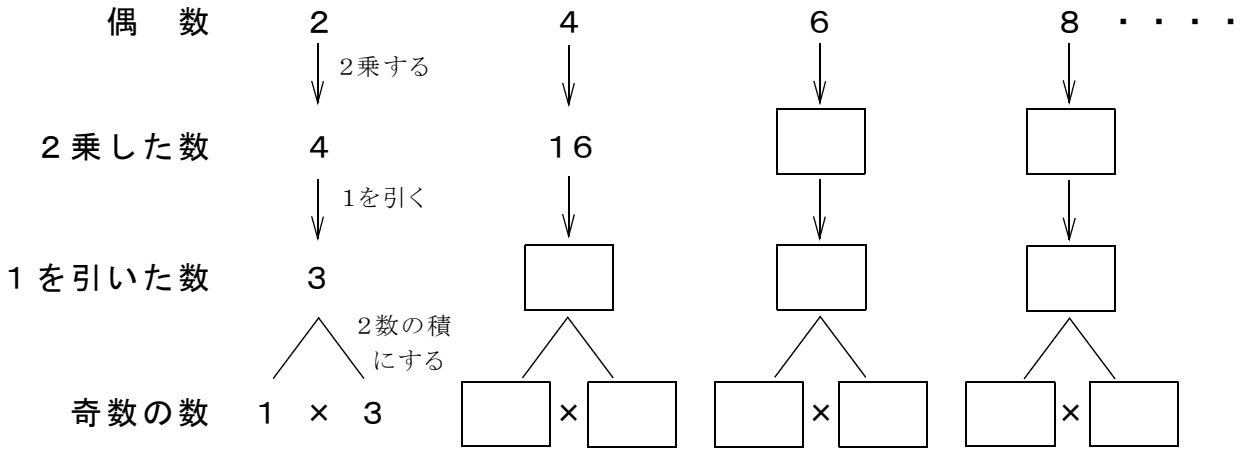 偶数 2 4 6 8 ・・・・
2乗する
2乗した数 4 16
1を引く
1を引いた数 3
2数の積
にする
奇数の数 1 × 3 × × ×